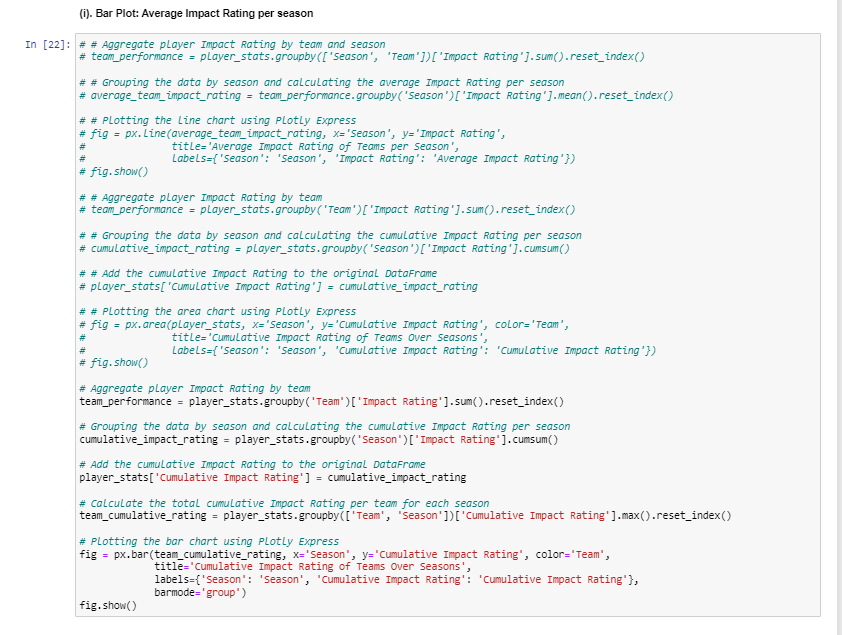 (i). Bar Plot: Average Impact Rating per season
In [22]: # # Aggregate player Impact Rating by team and season
# team_performance = player_stats.groupby(['Season', 'Team'])['Impact Rating'].sum().reset_index()
# # Grouping the data by season and calculating the average Impact Rating per season
# average_team_impact_rating = team_performance.groupby('Season')['Impact Rating'].mean().reset_index()
# # Plotting the line chart using Plotly Express
# fig = px.line(average_team_impact_rating, x='Season', y='Impact Rating',
#               title='Average Impact Rating of Teams per Season',
#               labels={'Season': 'Season', 'Impact Rating': 'Average Impact Rating'})
# fig.show()
# # Aggregate player Impact Rating by team
# team_performance = player_stats.groupby('Team')['Impact Rating'].sum().reset_index()
# # Grouping the data by season and calculating the cumulative Impact Rating per season
# cumulative_impact_rating = player_stats.groupby('Season')['Impact Rating'].cumsum()
# # Add the cumulative Impact Rating to the original DataFrame
# player_stats['Cumulative Impact Rating'] = cumulative_impact_rating
# # Plotting the area chart using Plotly Express
# fig = px.area(player_stats, x='Season', y='Cumulative Impact Rating', color='Team',
#               title='Cumulative Impact Rating of Teams Over Seasons',
#               labels={'Season': 'Season', 'Cumulative Impact Rating': 'Cumulative Impact Rating'})
# fig.show()
# Aggregate player Impact Rating by team
team_performance = player_stats.groupby('Team')['Impact Rating'].sum().reset_index()
# Grouping the data by season and calculating the cumulative Impact Rating per season
cumulative_impact_rating = player_stats.groupby('Season')['Impact Rating'].cumsum()
# Add the cumulative Impact Rating to the original DataFrame
player_stats['Cumulative Impact Rating'] = cumulative_impact_rating
# Calculate the total cumulative Impact Rating per team for each season
team_cumulative_rating = player_stats.groupby(['Team', 'Season'])['Cumulative Impact Rating'].max().reset_index()
# Plotting the bar chart using Plotly Express
fig = px.bar(team_cumulative_rating, x='Season', y='Cumulative Impact Rating', color='Team',
             title='Cumulative Impact Rating of Teams Over Seasons',
             labels={'Season': 'Season', 'Cumulative Impact Rating': 'Cumulative Impact Rating'},
             barmode='group')
fig.show()